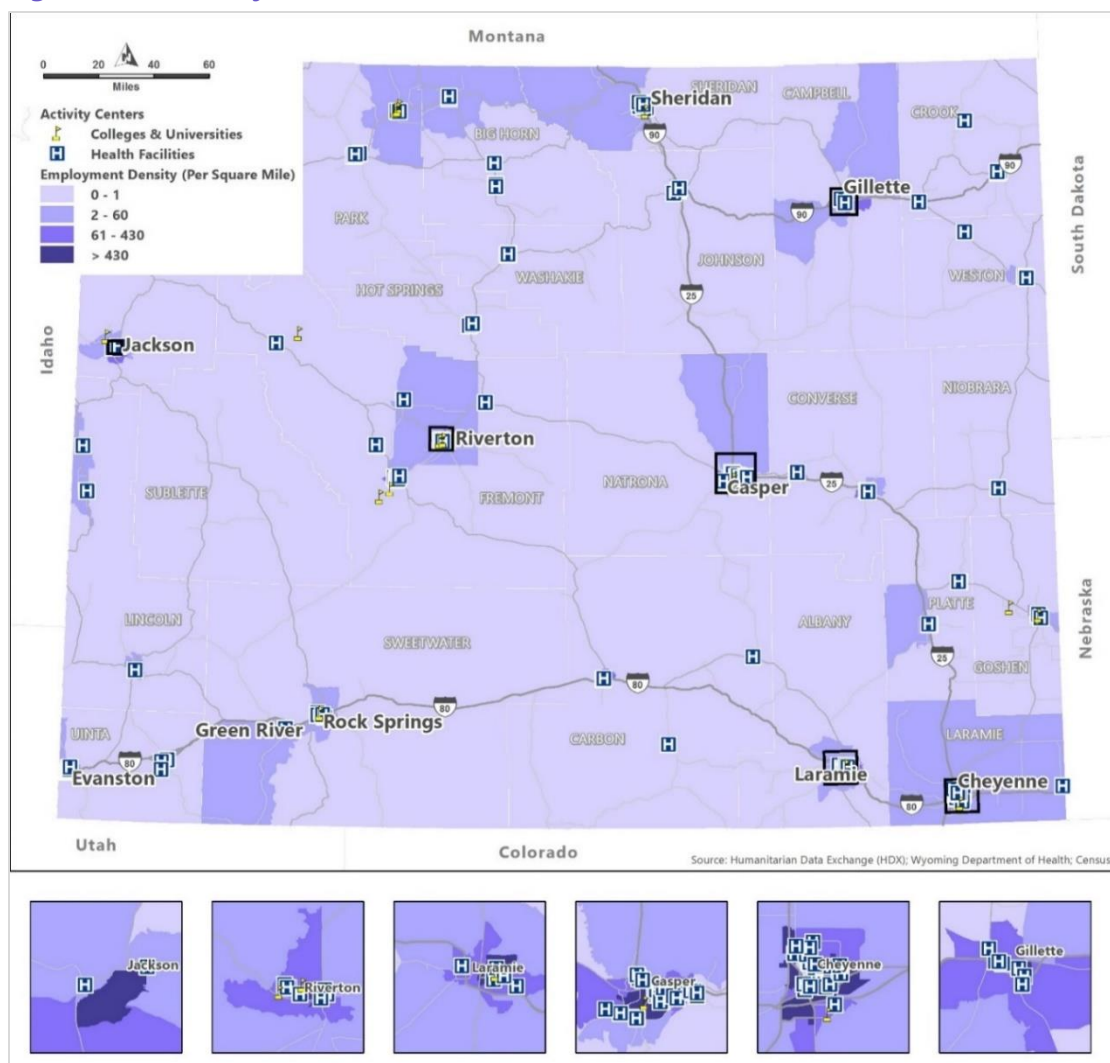 Montana
0 20 40 60
Miles
Activity Centers
Colleges & Universities
Health Facilities
Employment Density (Per Square Mile)
0 - 1
2 - 60
61 - 430
> 430
Sheridan
SHERIDAN
CAMPBELL
CROOK
BIG HORN
90
90
Gillette
90
PARK
South Dakota
JOHNSON
WASHAKIE
WESTON
HOT SPRINGS
25
Idaho
Jackson
NIOBRARA
CONVERSE
Riverton
SUBLETTE
FREMONT
NATRONA
Casper
25
Nebraska
PLATTE
LINCOLN
ALBANY
SWEETWATER
25
GOSHEN
80
80
Green River
Rock Springs
UINTA
CARBON
LARAMIE
80
Evanston
Laramie
Cheyenne
80
Utah
Colorado
Source: Humanitarian Data Exchange (HDX); Wyoming Department of Health; Census
Jackson
Riverton
Laramie
Casper
Cheyenne
Gillette